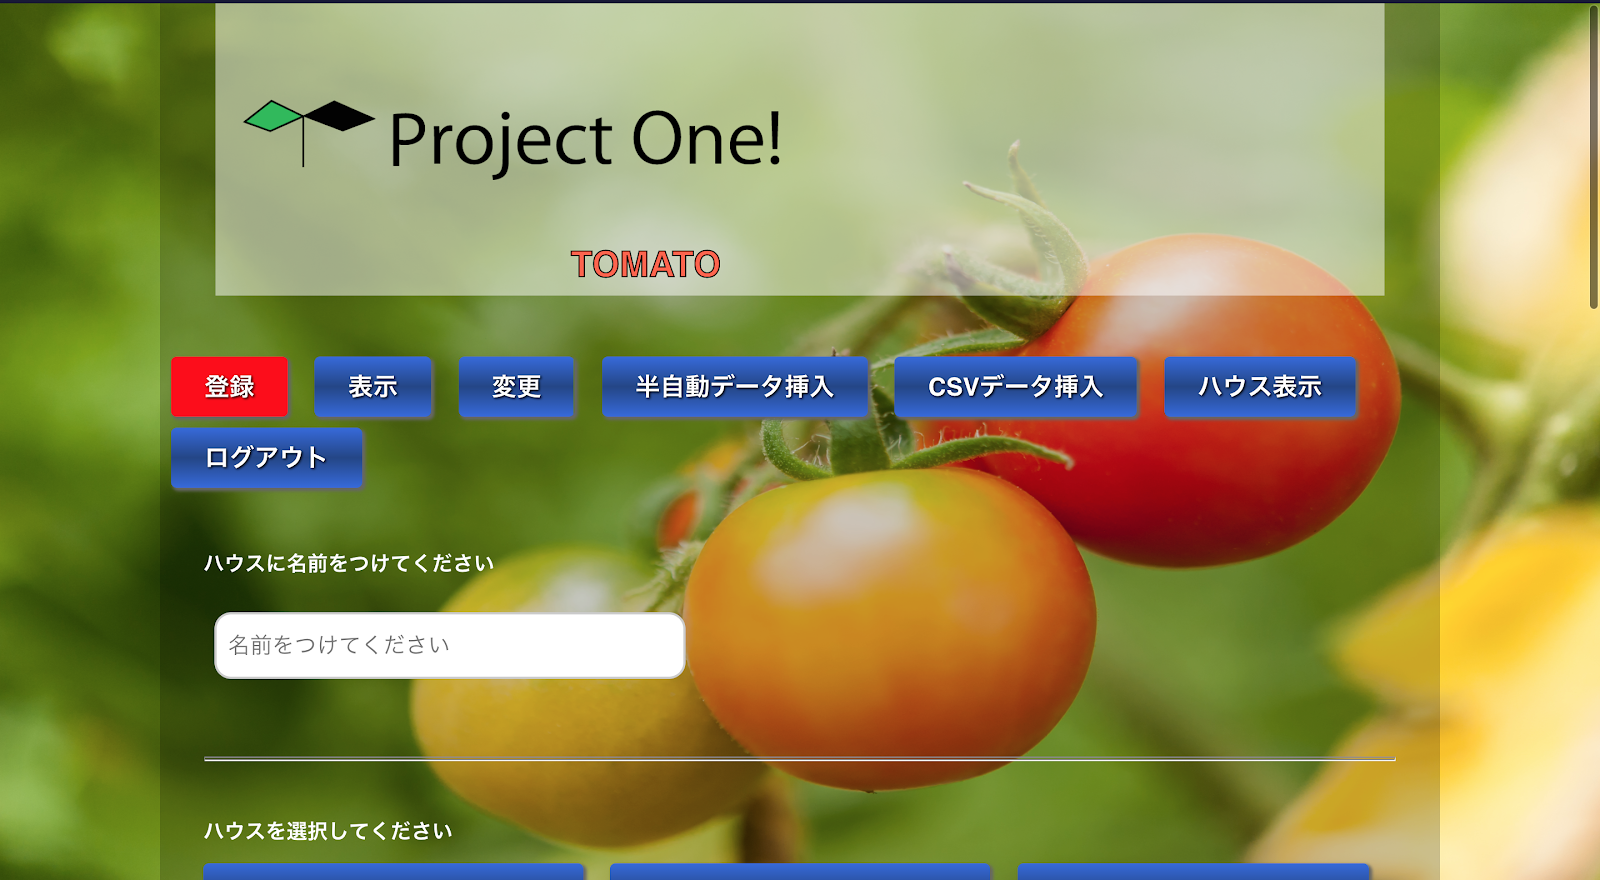 Project One!
TOMATO
登録 表示 変更 半自動データ挿入 CSVデータ挿入 ハウス表示
ログアウト
ハウスに名前をつけてください
名前をつけてください
ハウスを選択してください